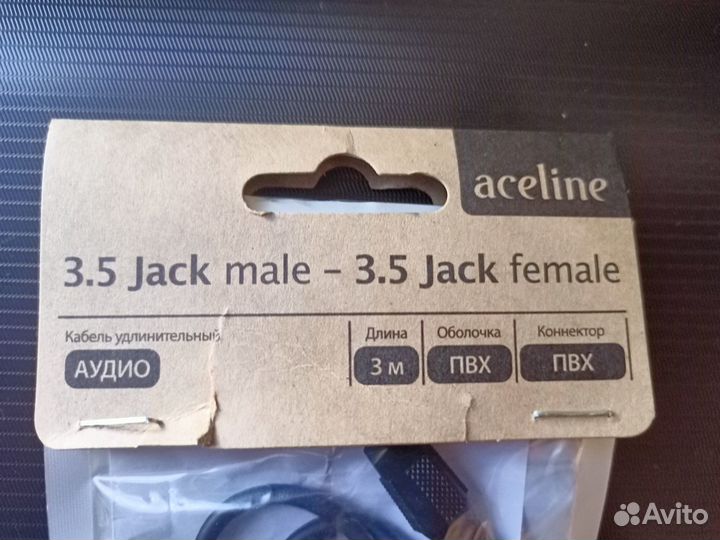 aceline
3.5 Jack male – 3.5 Jack female
Кабель удлинительный
АУДИО
Длина
3 м
Оболочка
ПВХ
Коннектор
ПВХ
Avito